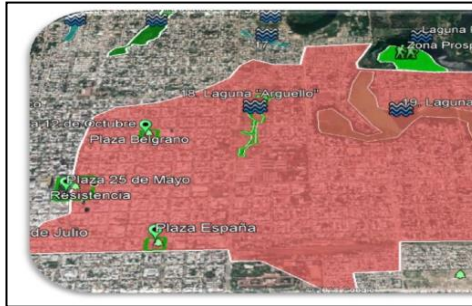 Laguna
Zona Prosp
17
18. Laguna "Arguello"
19. Laguna
12 de Octubre
Plaza Belgrano
Plaza 25 de Mayo
Resistencia
de Julio
Plaza España